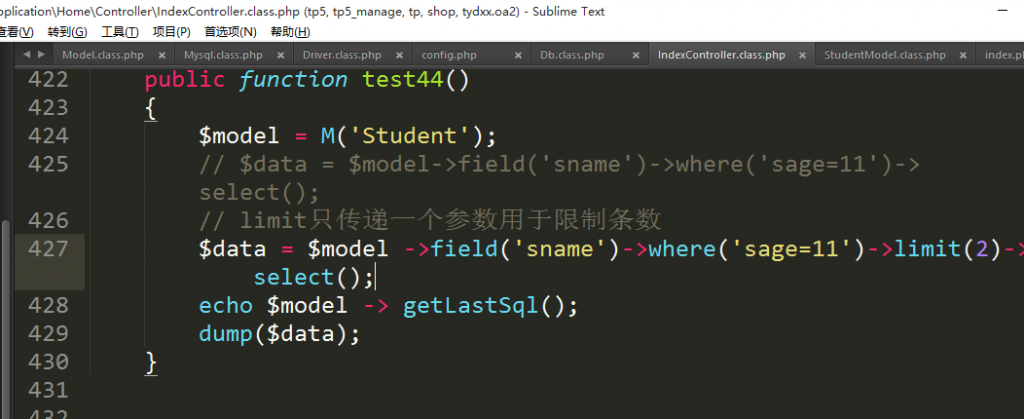 pplication\Home\Controller\IndexController.class.php (tp5, tp5_manage, tp, shop, tydxx.oa2) - Sublime Text
查看(V) 转到(G) 工具(T) 项目(P) 首选项(N) 帮助(H)
Model.class.php × Mysql.class.php × Driver.class.php × config.php × Db.class.php × IndexController.class.php × StudentModel.class.php × index.pl
422 public function test44()
423 {
424 $model = M('Student');
425 // $data = $model->field('sname')->where('sage=11')->
select();
426 // limit只传递一个参数用于限制条数
427 $data = $model ->field('sname')->where('sage=11')->limit(2)->
select();
428 echo $model -> getLastSql();
429 dump($data);
430 }
431
432